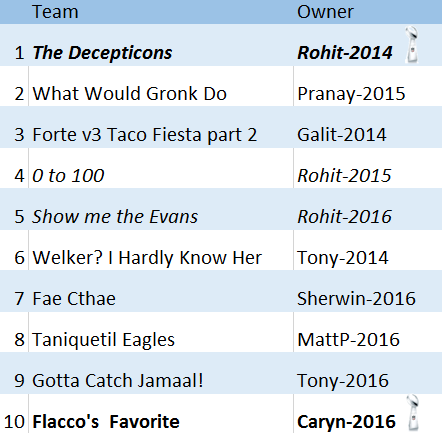 Team Owner
1 The Decepticons Rohit-2014
2 What Would Gronk Do Pranay-2015
3 Forte v3 Taco Fiesta part 2 Galit-2014
4 0 to 100 Rohit-2015
5 Show me the Evans Rohit-2016
6 Welker? I Hardly Know Her Tony-2014
7 Fae Cthae Sherwin-2016
8 Taniquetil Eagles MattP-2016
9 Gotta Catch Jamaal! Tony-2016
10 Flacco's  Favorite Caryn-2016